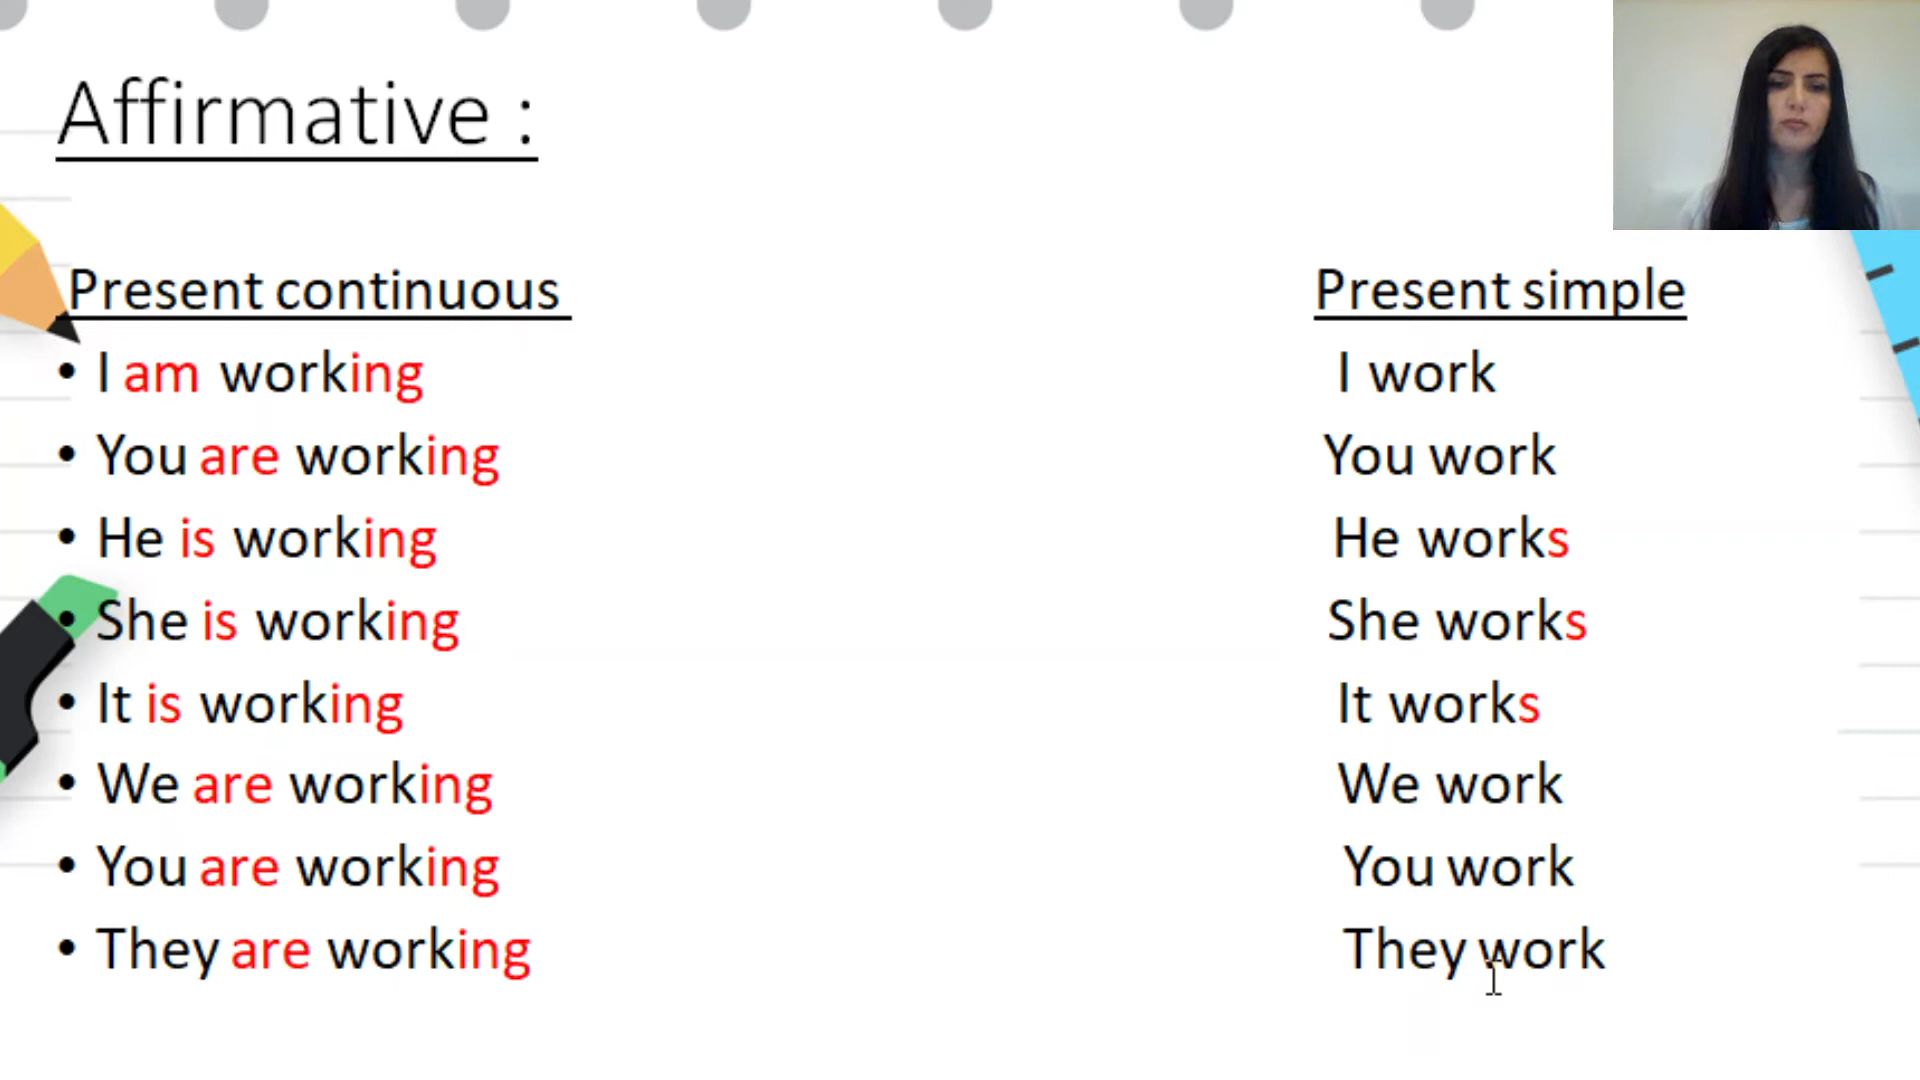 Affirmative :
Present continuous
• I am working
• You are working
• He is working
• She is working
• It is working
• We are working
• You are working
• They are working
Present simple
I work
You work
He works
She works
It works
We work
You work
They work